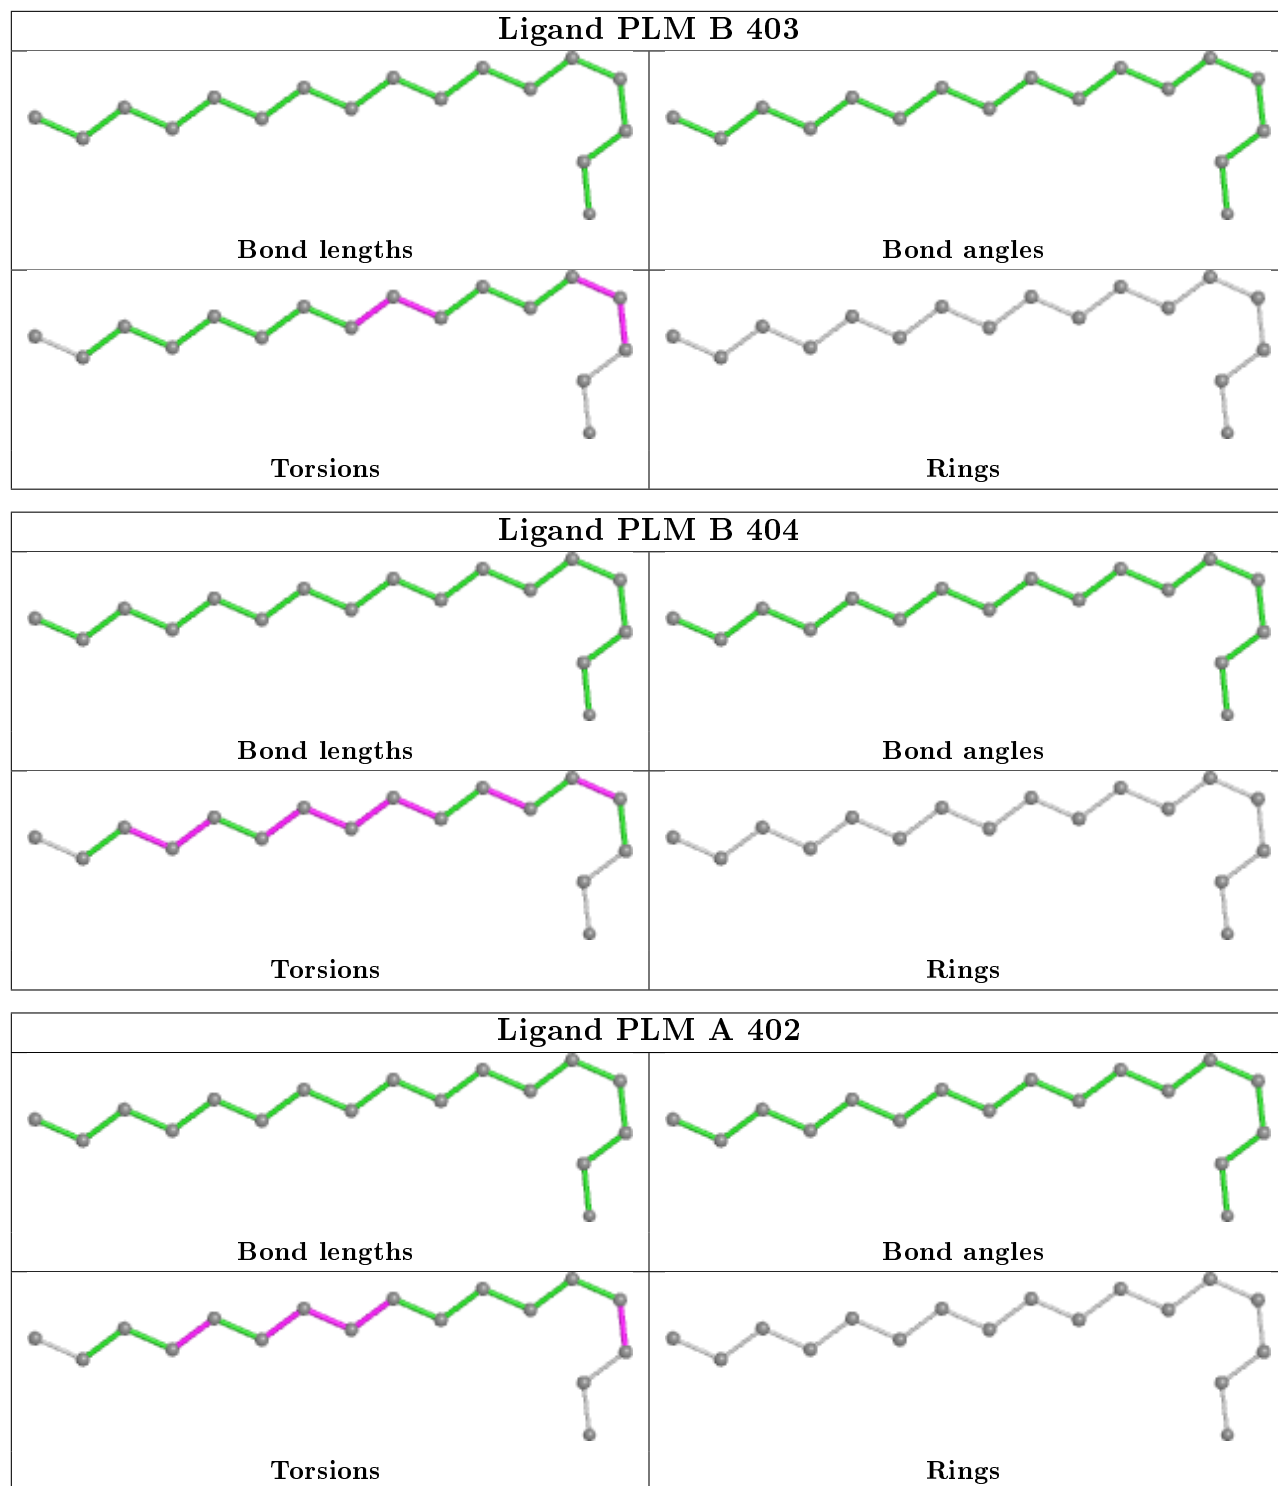 Ligand PLM B 403
Bond lengths
Bond angles
Torsions
Rings
Ligand PLM B 404
Bond lengths
Bond angles
Torsions
Rings
Ligand PLM A 402
Bond lengths
Bond angles
Torsions
Rings